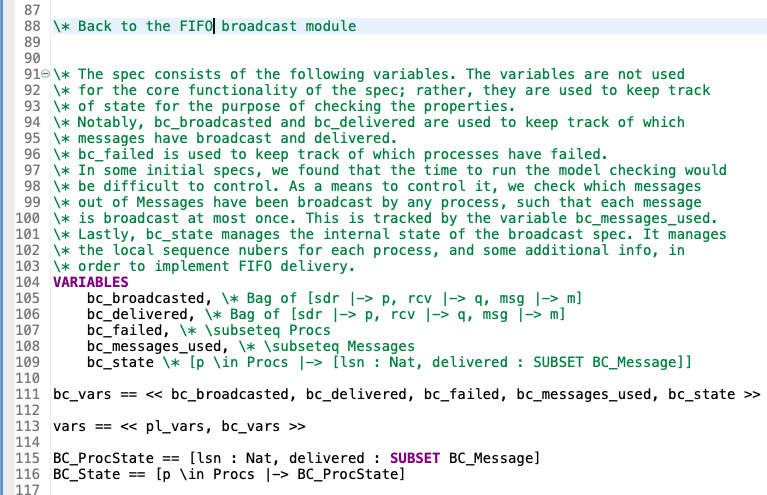 87
88 \* Back to the FIFO broadcast module
89
90
91 \* The spec consists of the following variables. The variables are not used
92 \* for the core functionality of the spec; rather, they are used to keep track
93 \* of state for the purpose of checking the properties.
94 \* Notably, bc_broadcasted and bc_delivered are used to keep track of which
95 \* messages have broadcast and delivered.
96 \* bc_failed is used to keep track of which processes have failed.
97 \* In some initial specs, we found that the time to run the model checking would
98 \* be difficult to control. As a means to control it, we check which messages
99 \* out of Messages have been broadcast by any process, such that each message
100 \* is broadcast at most once. This is tracked by the variable bc_messages_used.
101 \* Lastly, bc_state manages the internal state of the broadcast spec. It manages
102 \* the local sequence nubers for each process, and some additional info, in
103 \* order to implement FIFO delivery.
104 VARIABLES
105 bc_broadcasted, \* Bag of [sdr |-> p, rcv |-> q, msg |-> m]
106 bc_delivered, \* Bag of [sdr |-> p, rcv |-> q, msg |-> m]
107 bc_failed, \* \subseteq Procs
108 bc_messages_used, \* \subseteq Messages
109 bc_state \* [p \in Procs |-> [lsn : Nat, delivered : SUBSET BC_Message]]
110
111 bc_vars == << bc_broadcasted, bc_delivered, bc_failed, bc_messages_used, bc_state >>
112
113 vars == << pl_vars, bc_vars >>
114
115 BC_ProcState == [lsn : Nat, delivered : SUBSET BC_Message]
116 BC_State == [p \in Procs |-> BC_ProcState]
117